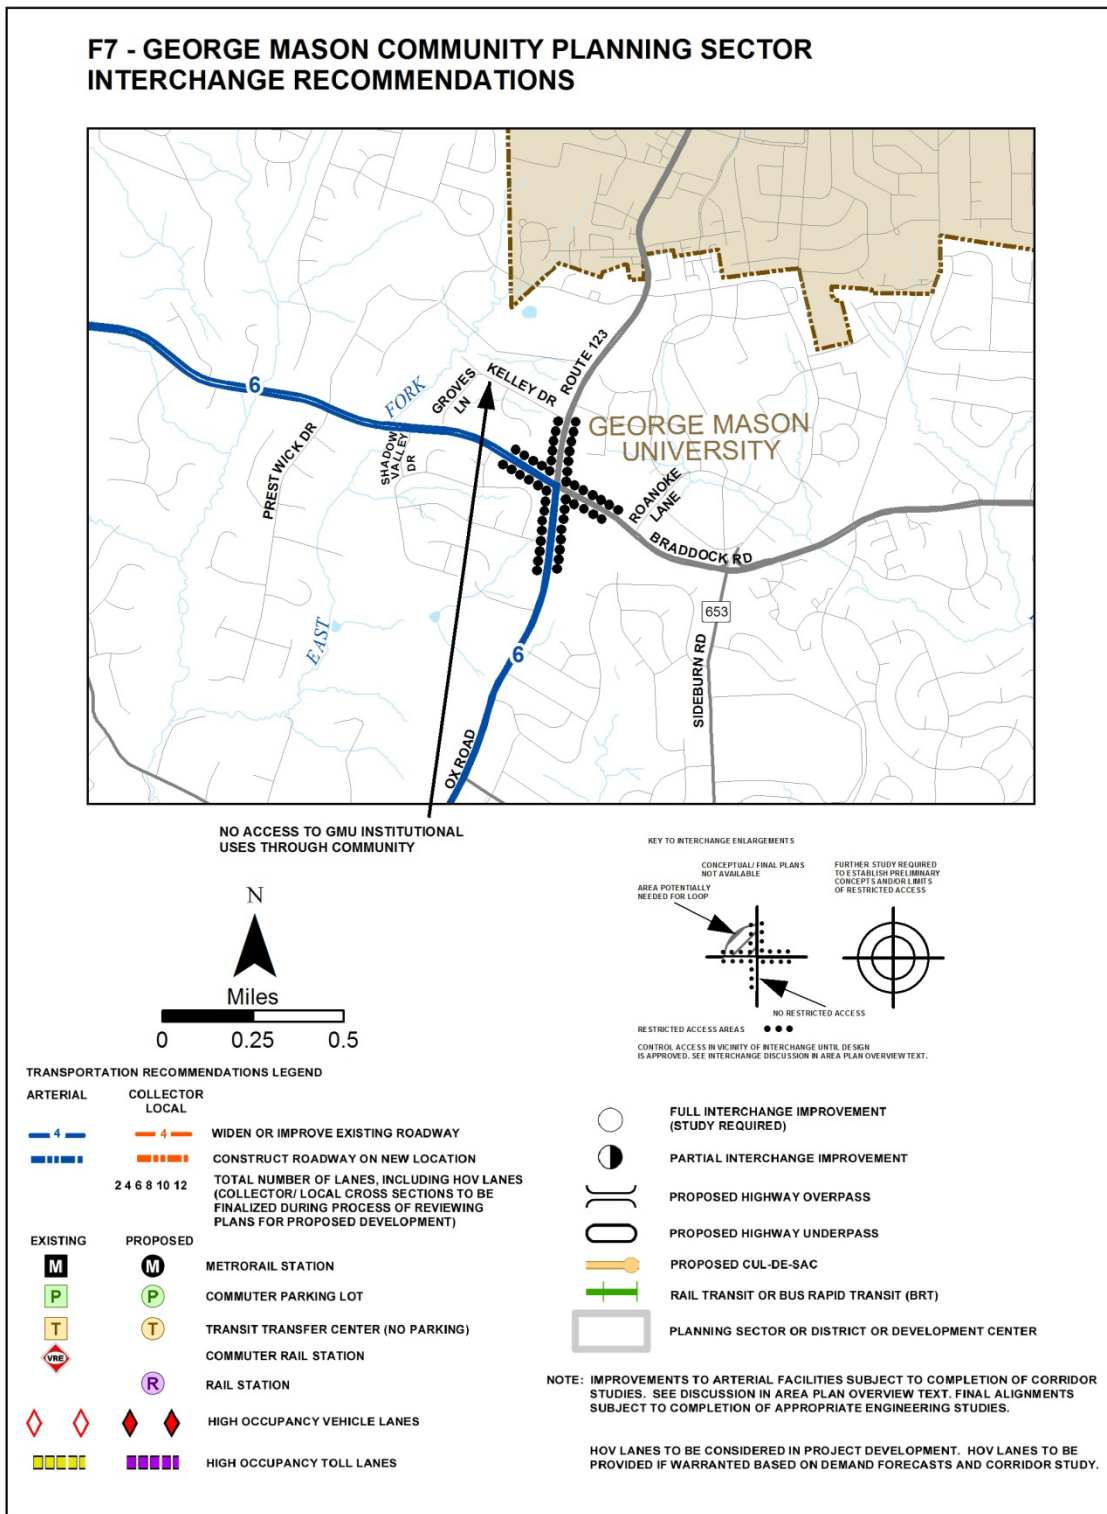 F7 - GEORGE MASON COMMUNITY PLANNING SECTOR
INTERCHANGE RECOMMENDATIONS
6
FORK
GROVES
LN
KELLEY DR
ROUTE 123
GEORGE MASON
UNIVERSITY
PRESTWICK DR
SHADOW
VALLEY
DR
ROANOKE
LANE
BRADDOCK RD
653
EAST
6
SIDEBURN RD
OX ROAD
NO ACCESS TO GMU INSTITUTIONAL
USES THROUGH COMMUNITY
N
Miles
0 0.25 0.5
KEY TO INTERCHANGE ENLARGEMENTS
CONCEPTUAL/ FINAL PLANS
NOT AVAILABLE
AREA POTENTIALLY
NEEDED FOR LOOP
FURTHER STUDY REQUIRED
TO ESTABLISH PRELIMINARY
CONCEPTS AND/OR LIMITS
OF RESTRICTED ACCESS
NO RESTRICTED ACCESS
RESTRICTED ACCESS AREAS
CONTROL ACCESS IN VICINITY OF INTERCHANGE UNTIL DESIGN
IS APPROVED. SEE INTERCHANGE DISCUSSION IN AREA PLAN OVERVIEW TEXT.
TRANSPORTATION RECOMMENDATIONS LEGEND
ARTERIAL COLLECTOR
LOCAL
4 4 WIDEN OR IMPROVE EXISTING ROADWAY
CONSTRUCT ROADWAY ON NEW LOCATION
2 4 6 8 10 12 TOTAL NUMBER OF LANES, INCLUDING HOV LANES
(COLLECTOR/ LOCAL CROSS SECTIONS TO BE
FINALIZED DURING PROCESS OF REVIEWING
PLANS FOR PROPOSED DEVELOPMENT)
EXISTING PROPOSED
M M METRORAIL STATION
P P COMMUTER PARKING LOT
T T TRANSIT TRANSFER CENTER (NO PARKING)
VRE COMMUTER RAIL STATION
R RAIL STATION
HIGH OCCUPANCY VEHICLE LANES
HIGH OCCUPANCY TOLL LANES
FULL INTERCHANGE IMPROVEMENT
(STUDY REQUIRED)
PARTIAL INTERCHANGE IMPROVEMENT
PROPOSED HIGHWAY OVERPASS
PROPOSED HIGHWAY UNDERPASS
PROPOSED CUL-DE-SAC
RAIL TRANSIT OR BUS RAPID TRANSIT (BRT)
PLANNING SECTOR OR DISTRICT OR DEVELOPMENT CENTER
NOTE: IMPROVEMENTS TO ARTERIAL FACILITIES SUBJECT TO COMPLETION OF CORRIDOR
STUDIES. SEE DISCUSSION IN AREA PLAN OVERVIEW TEXT. FINAL ALIGNMENTS
SUBJECT TO COMPLETION OF APPROPRIATE ENGINEERING STUDIES.
HOV LANES TO BE CONSIDERED IN PROJECT DEVELOPMENT. HOV LANES TO BE
PROVIDED IF WARRANTED BASED ON DEMAND FORECASTS AND CORRIDOR STUDY.